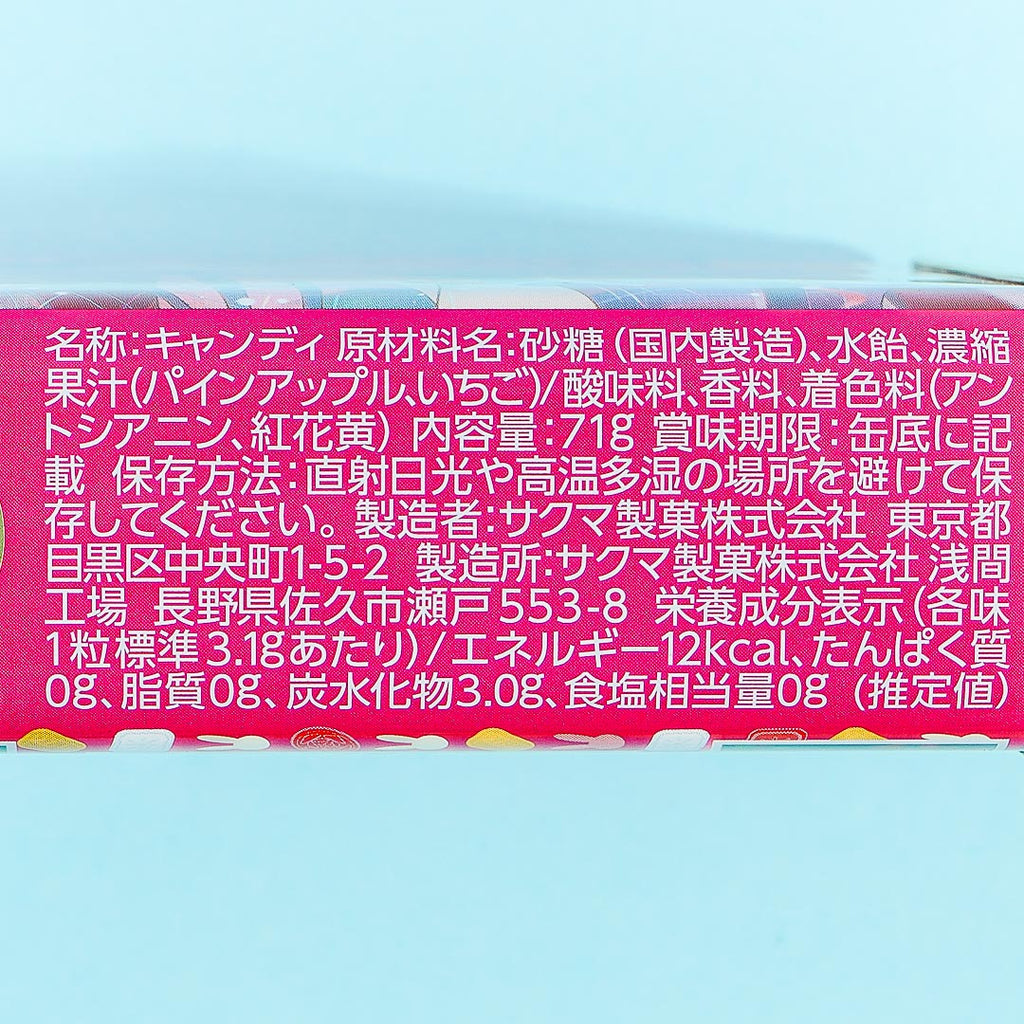 名称:キャンディ 原材料名:砂糖(国内製造)、水飴、濃縮
果汁(パインアップル、いちご)/酸味料、香料、着色料(アン
トシアニン、紅花黄) 内容量:71g 賞味期限:缶底に記
載 保存方法:直射日光や高温多湿の場所を避けて保
存してください。製造者:サクマ製菓株式会社 東京都
目黒区中央町1-5-2 製造所:サクマ製菓株式会社 浅間
工場 長野県佐久市瀬戸553-8 栄養成分表示(各味
1粒標準3.1gあたり)/エネルギー12kcal、たんぱく質
0g、脂質0g、炭水化物3.0g、食塩相当量0g (推定値)